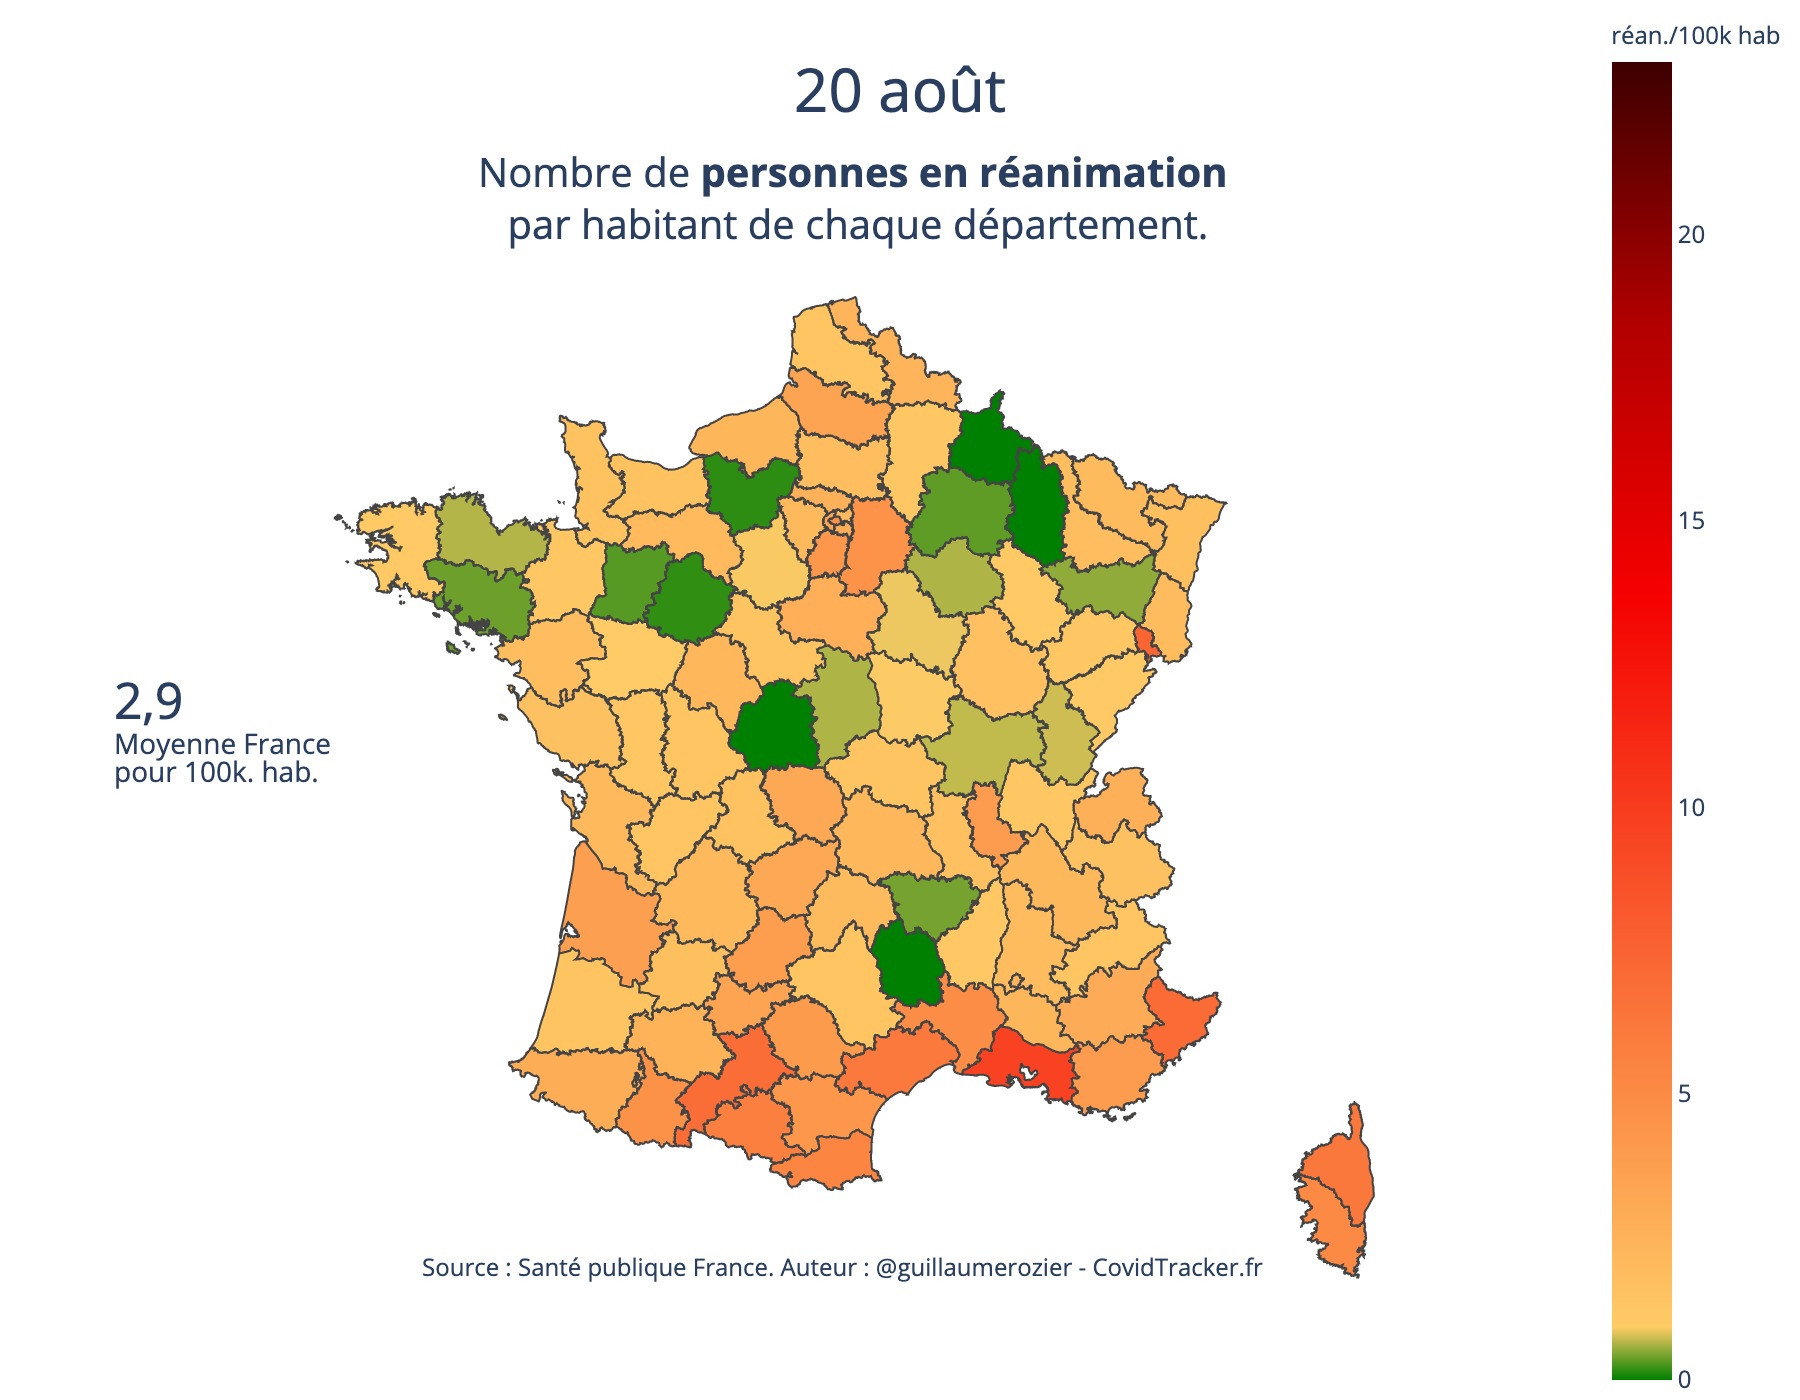 réan./100k hab
20 août
Nombre de personnes en réanimation
par habitant de chaque département.
20
15
10
5
0
2,9
Moyenne France
pour 100k. hab.
Source : Santé publique France. Auteur : @guillaumerozier - CovidTracker.fr